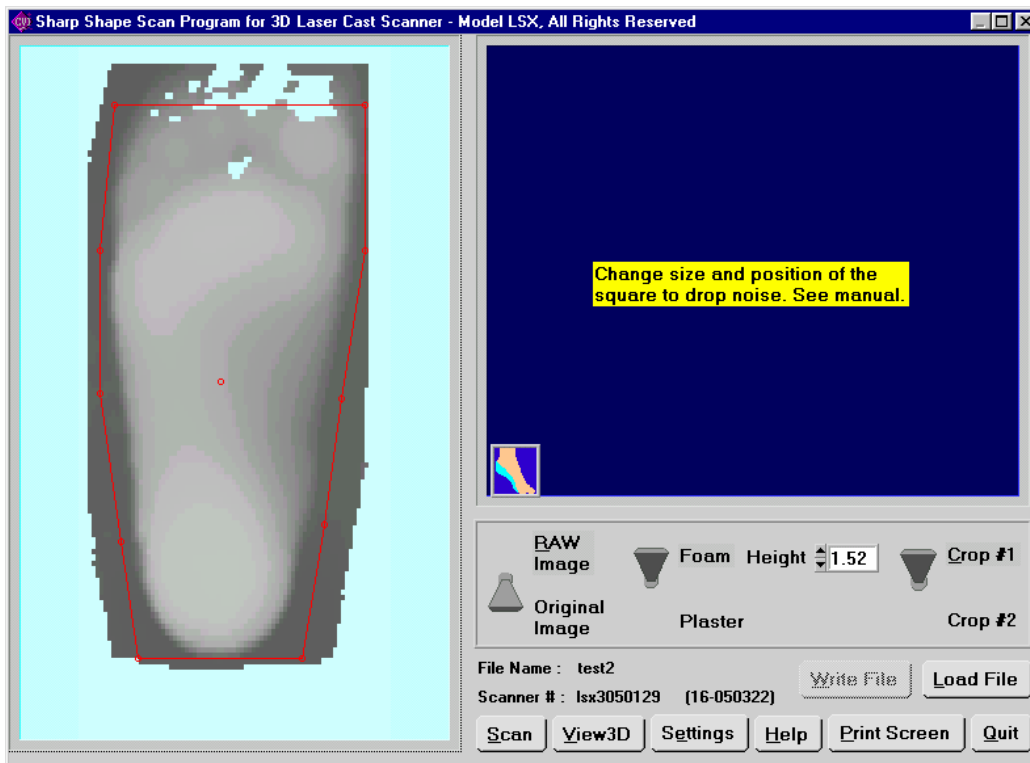 Sharp Shape Scan Program for 3D Laser Cast Scanner - Model LSX, All Rights Reserved
Change size and position of the
square to drop noise. See manual.
RAW
Image
Foam
Height
1.52
Crop #1
Original
Image
Plaster
Crop #2
File Name : test2
Write File
Load File
Scanner # : lsx3050129 (16-050322)
Scan
View3D
Settings
Help
Print Screen
Quit